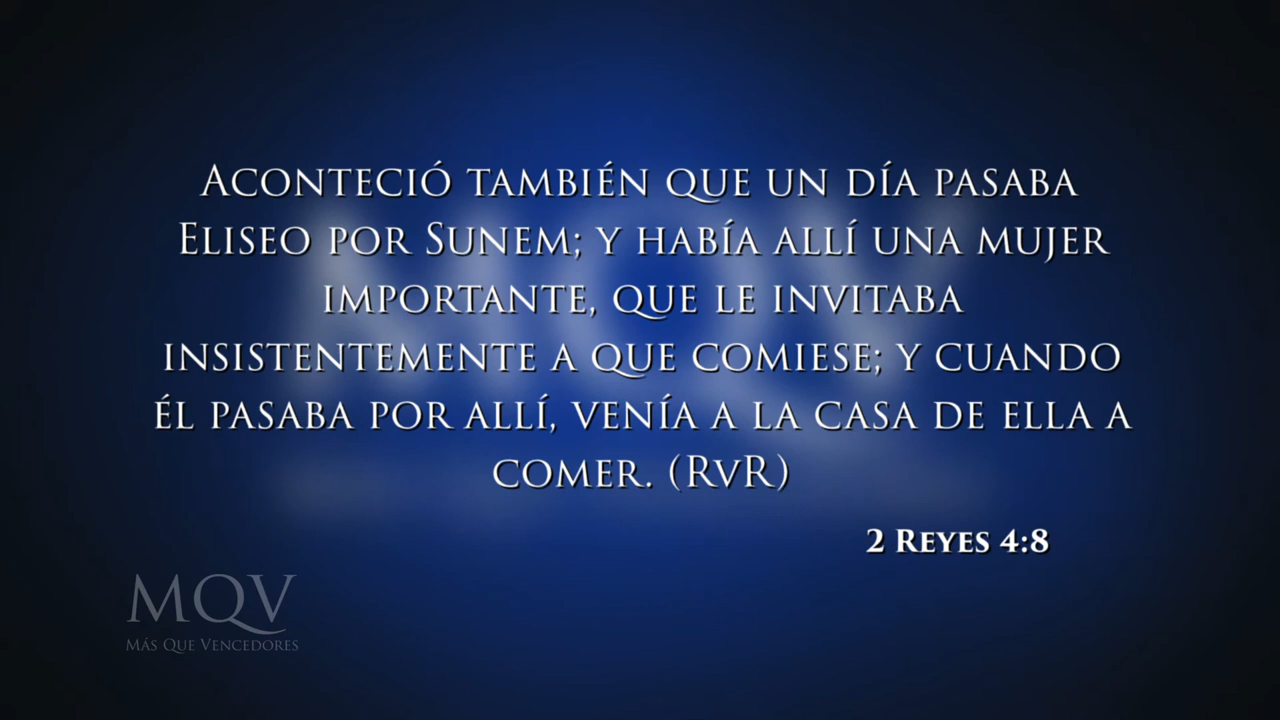 Aconteció también que un día pasaba
Eliseo por Sunem; y había allí una mujer
importante, que le invitaba
insistentemente a que comiese; y cuando
él pasaba por allí, venía a la casa de ella a
comer. (RvR)
2 Reyes 4:8
MQV
Más Que Vencedores